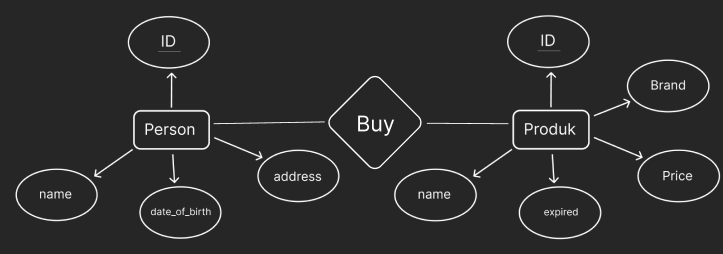 ID
Person
name
date_of_birth
address
Buy
ID
Produk
Brand
Price
name
expired